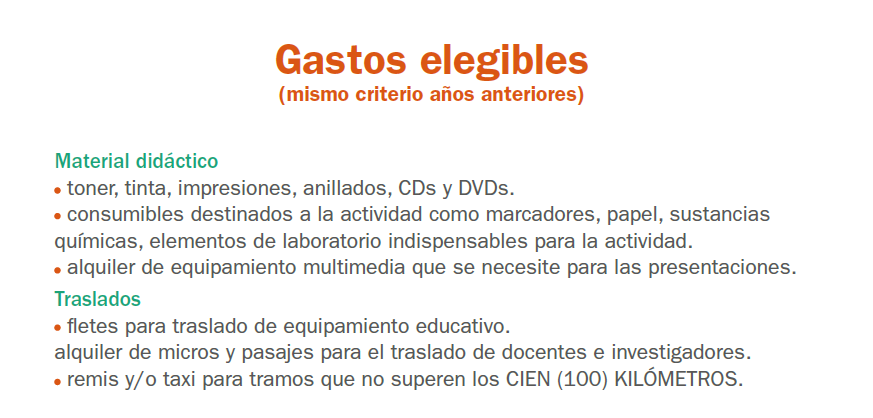 Gastos elegibles
(mismo criterio años anteriores)
Material didáctico
• toner, tinta, impresiones, anillados, CDs y DVDs.
• consumibles destinados a la actividad como marcadores, papel, sustancias
químicas, elementos de laboratorio indispensables para la actividad.
• alquiler de equipamiento multimedia que se necesite para las presentaciones.
Traslados
• fletes para traslado de equipamiento educativo.
alquiler de micros y pasajes para el traslado de docentes e investigadores.
• remis y/o taxi para tramos que no superen los CIEN (100) KILÓMETROS.